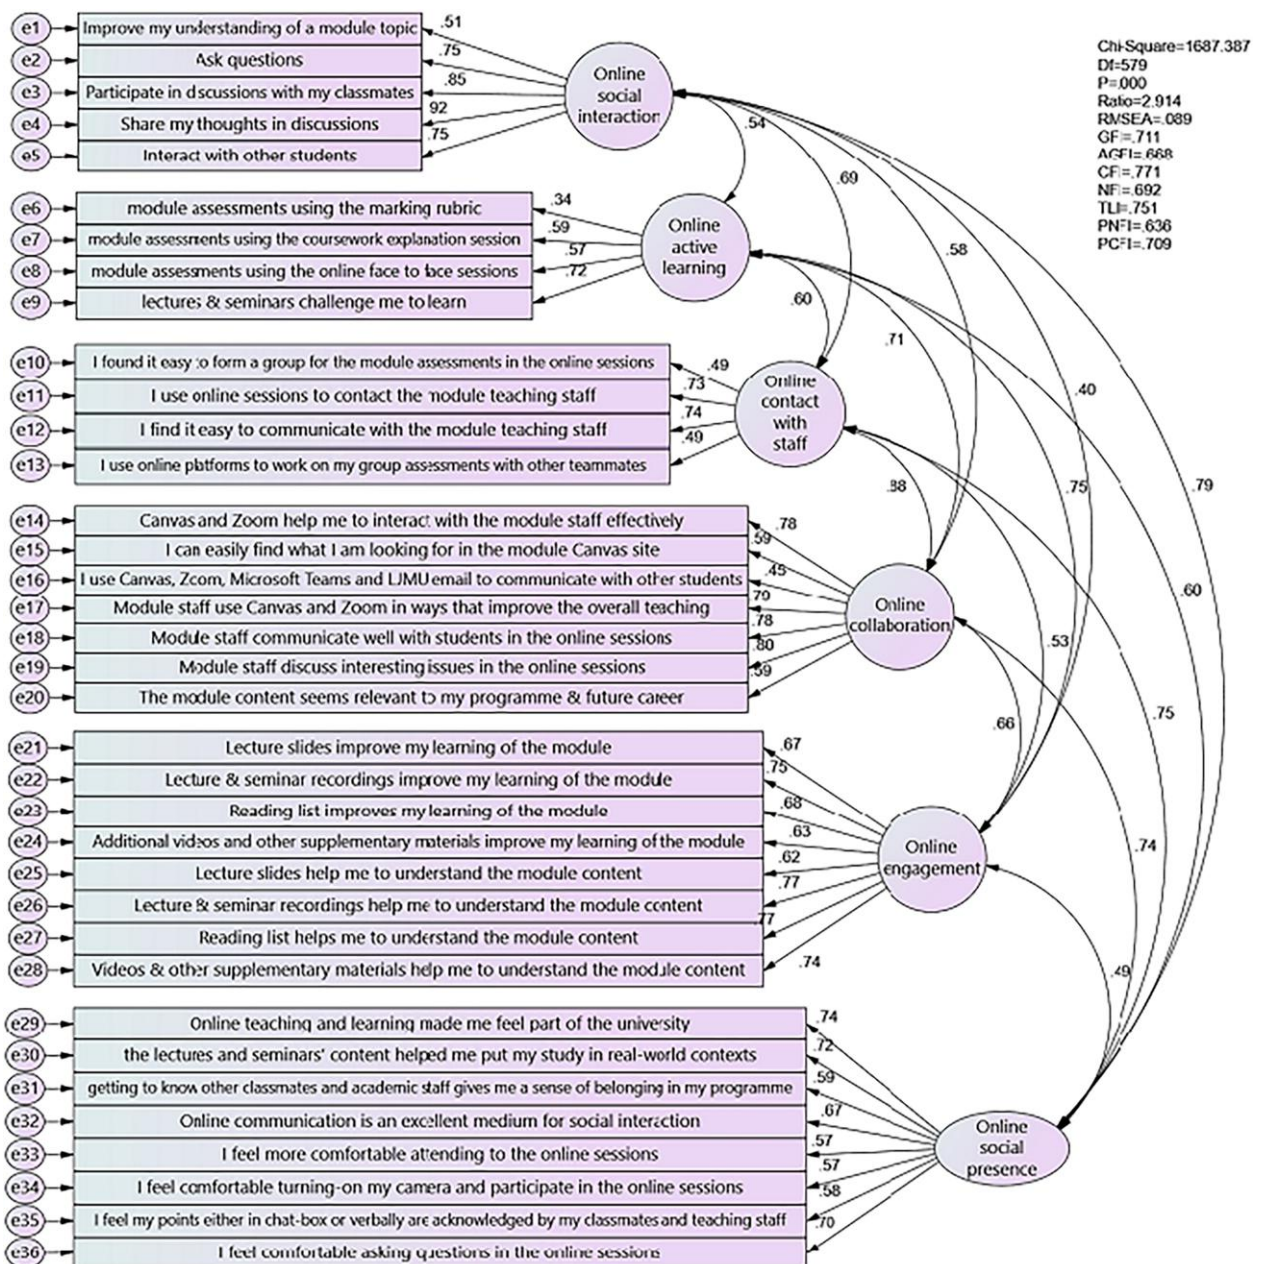 e1 Improve my understanding of a module topic .51
e2 Ask questions .75
e3 Participate in discussions with my classmates .85
e4 Share my thoughts in discussions 92
e5 Interact with other students .75
Online
social
interaction
Chi-Square=1687.387
Df=579
P=.000
Ratio=2.914
RMSEA=.089
GFI=.711
AGFI=.668
CFI=.771
NFI=.692
TLI=.751
PNFI=.636
PCFI=.709
.54
.69
.58
.40
.79
e6 module assessments using the marking rubric .34
e7 module assessments using the coursework explanation session .59
e8 module assessments using the online face to face sessions .57
e9 lectures & seminars challenge me to learn .72
Online
active
learning
.60
.71
.75
.60
e10 I found it easy to form a group for the module assessments in the online sessions .49
e11 I use online sessions to contact the module teaching staff .73
e12 I find it easy to communicate with the module teaching staff .74
e13 I use online platforms to work on my group assessments with other teammates .49
Online
contact
with
staff
.88
.53
.75
e14 Canvas and Zoom help me to interact with the module staff effectively .78
e15 I can easily find what I am looking for in the module Canvas site .59
e16 I use Canvas, Zoom, Microsoft Teams and LJMU email to communicate with other students .45
e17 Module staff use Canvas and Zoom in ways that improve the overall teaching .79
e18 Module staff communicate well with students in the online sessions .78
e19 Module staff discuss interesting issues in the online sessions .80
e20 The module content seems relevant to my programme & future career .59
Online
collaboration
.66
.74
e21 Lecture slides improve my learning of the module .67
e22 Lecture & seminar recordings improve my learning of the module .75
e23 Reading list improves my learning of the module .68
e24 Additional videos and other supplementary materials improve my learning of the module .63
e25 Lecture slides help me to understand the module content .62
e26 Lecture & seminar recordings help me to understand the module content .77
e27 Reading list helps me to understand the module content .77
e28 Videos & other supplementary materials help me to understand the module content .74
Online
engagement
.49
e29 Online teaching and learning made me feel part of the university .74
e30 the lectures and seminars' content helped me put my study in real-world contexts .72
e31 getting to know other classmates and academic staff gives me a sense of belonging in my programme .59
e32 Online communication is an excellent medium for social interaction .67
e33 I feel more comfortable attending to the online sessions .57
e34 I feel comfortable turning-on my camera and participate in the online sessions .57
e35 I feel my points either in chat-box or verbally are acknowledged by my classmates and teaching staff .58
e36 I feel comfortable asking questions in the online sessions .70
Online
social
presence